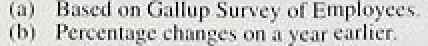 (a) Based on Gallup Survey of Employees.
(b) Percentage changes on a year earlier.